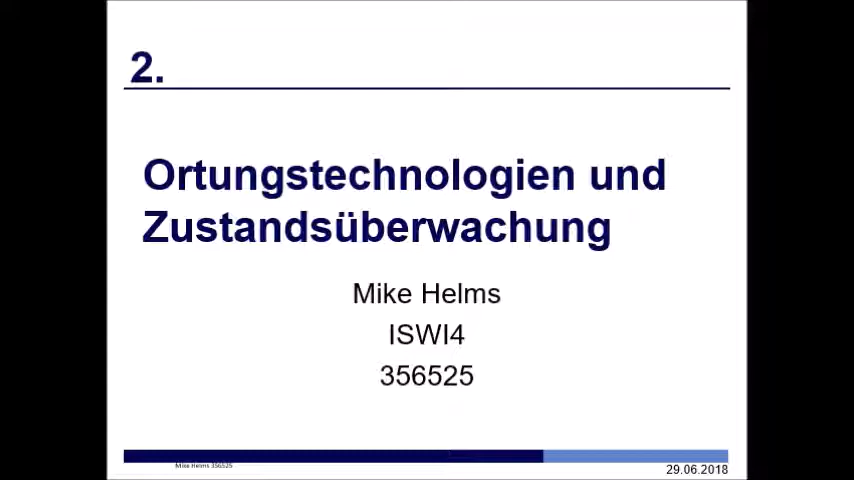 2.
Ortungstechnologien und
Zustandsüberwachung
Mike Helms
ISWI4
356525
Mike Helms 356525
29.06.2018